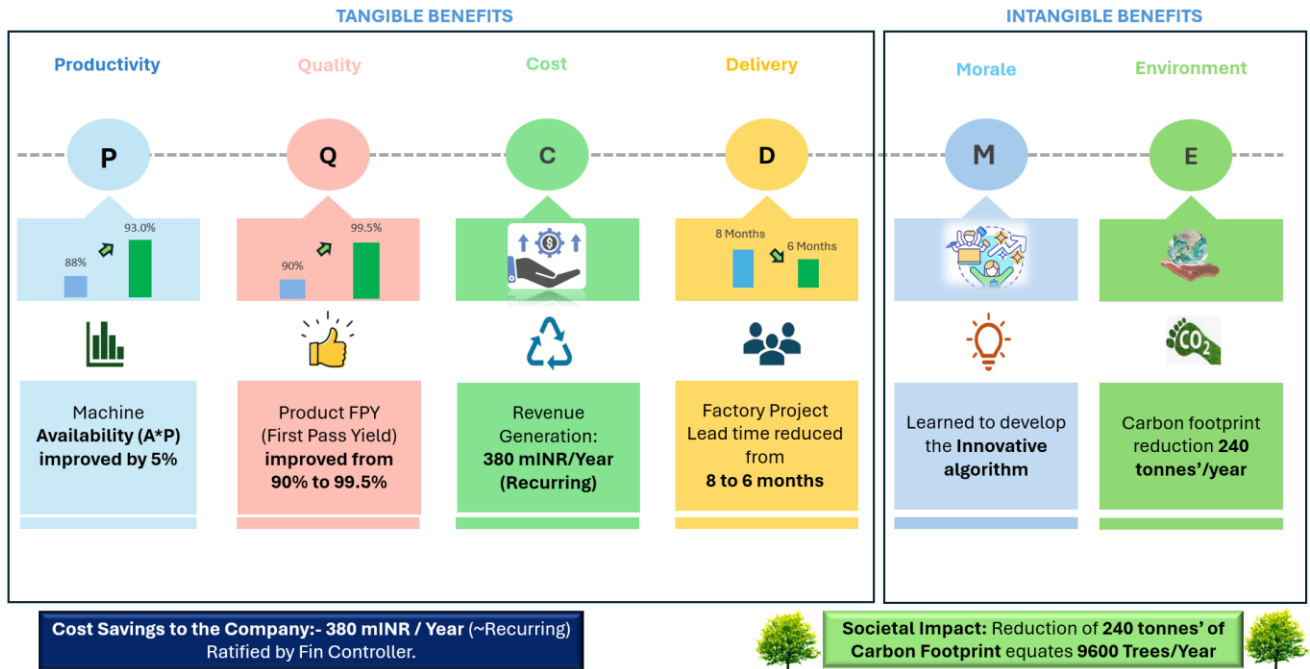 TANGIBLE BENEFITS
INTANGIBLE BENEFITS
Productivity
Quality
Cost
Delivery
Morale
Environment
P
Q
C
D
M
E
88%
93.0%
90%
99.5%
$
8 Months
6 Months
CO2
Machine
Availability (A*P)
improved by 5%
Product FPY
(First Pass Yield)
improved from
90% to 99.5%
Revenue
Generation:
380 mINR/Year
(Recurring)
Factory Project
Lead time reduced
from
8 to 6 months
Learned to develop
the Innovative
algorithm
Carbon footprint
reduction 240
tonnes’/year
Cost Savings to the Company:- 380 mINR / Year (~Recurring)
Ratified by Fin Controller.
Societal Impact: Reduction of 240 tonnes’ of
Carbon Footprint equates 9600 Trees/Year